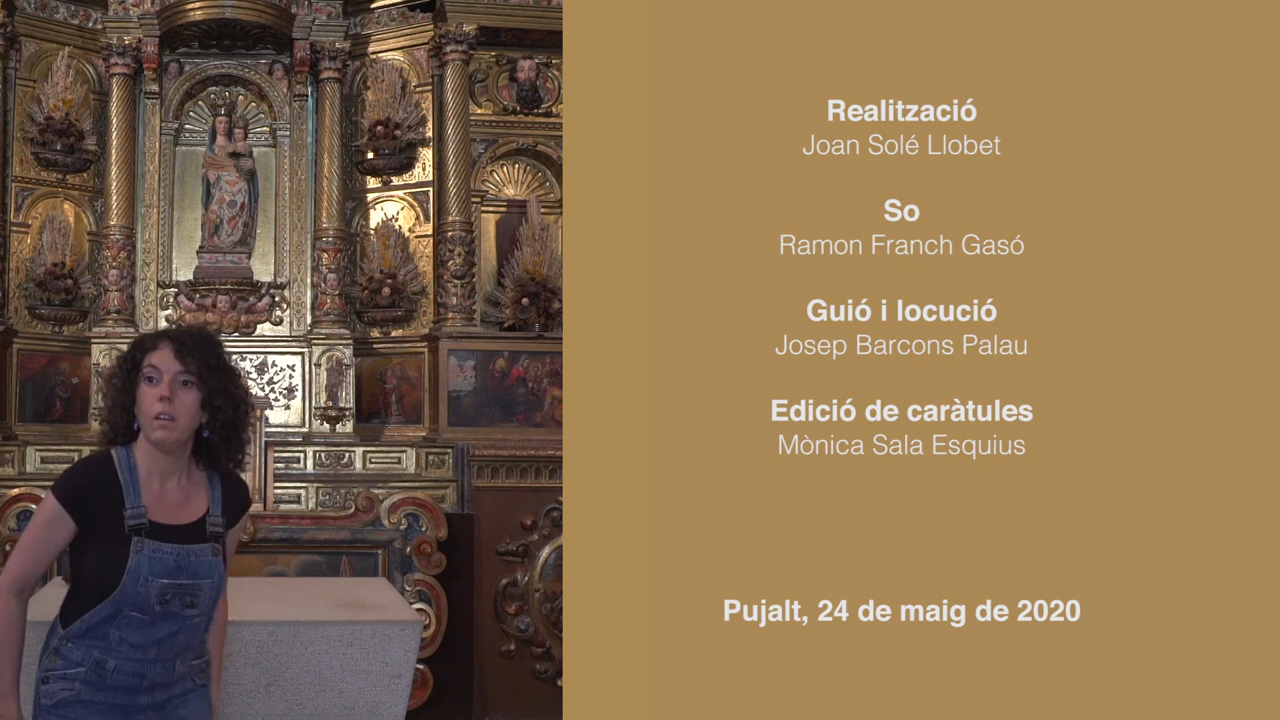 Realització
Joan Solé Llobet
So
Ramon Franch Gasó
Guió i locució
Josep Barcons Palau
Edició de caràtules
Mònica Sala Esquius
Pujalt, 24 de maig de 2020